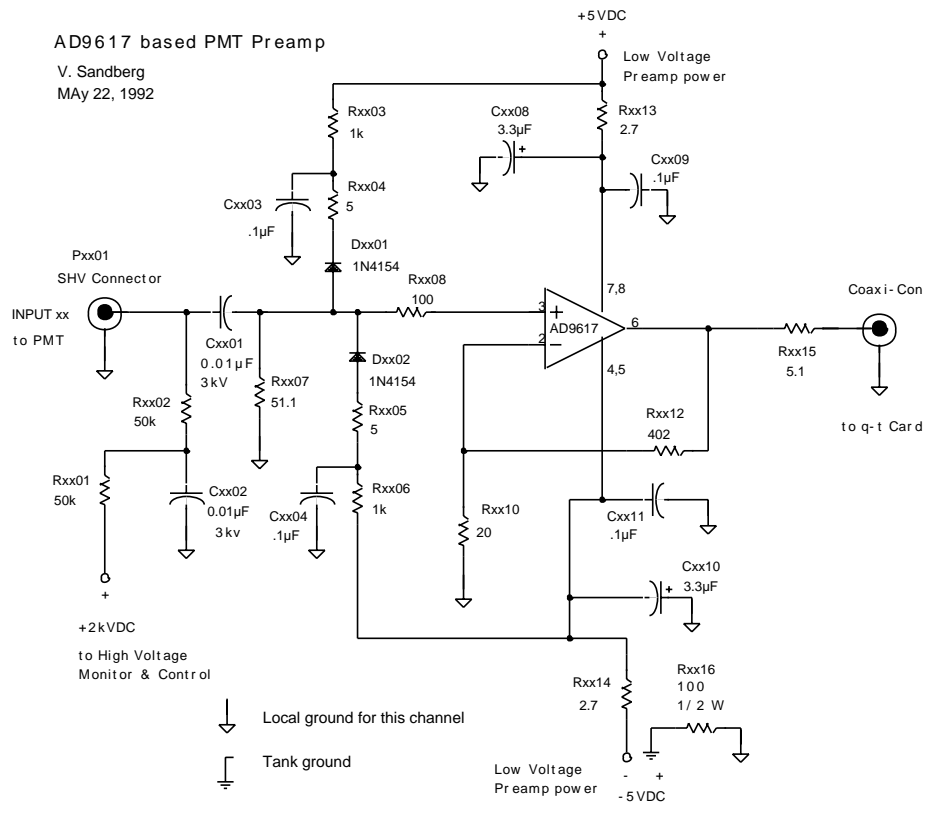 +5VDC
+
AD9617 based PMT Preamp
Low Voltage
Preamp power
V. Sandberg
MAy 22, 1992
Rxx03
1k
Cxx08
3.3µF
+
Rxx13
2.7
Cxx09
.1µF
Rxx04
5
Cxx03
.1µF
Dxx01
1N4154
Pxx01
SHV Connector
Rxx08
100
7,8
Coaxi-Con
INPUT xx
to PMT
3
+
AD9617
6
2
−
Cxx01
0.01µF
3kV
Dxx02
1N4154
4,5
Rxx15
5.1
Rxx07
51.1
Rxx02
50k
Rxx05
5
Rxx12
402
to q-t Card
Rxx01
50k
Cxx02
0.01µF
3kv
Cxx04
.1µF
Rxx06
1k
Rxx10
20
Cxx11
.1µF
Cxx10
3.3µF
+
+
+2kVDC
to High Voltage
Monitor & Control
Rxx14
2.7
Rxx16
100
1/2 W
Local ground for this channel
Tank ground
Low Voltage
Preamp power
- +
-5VDC